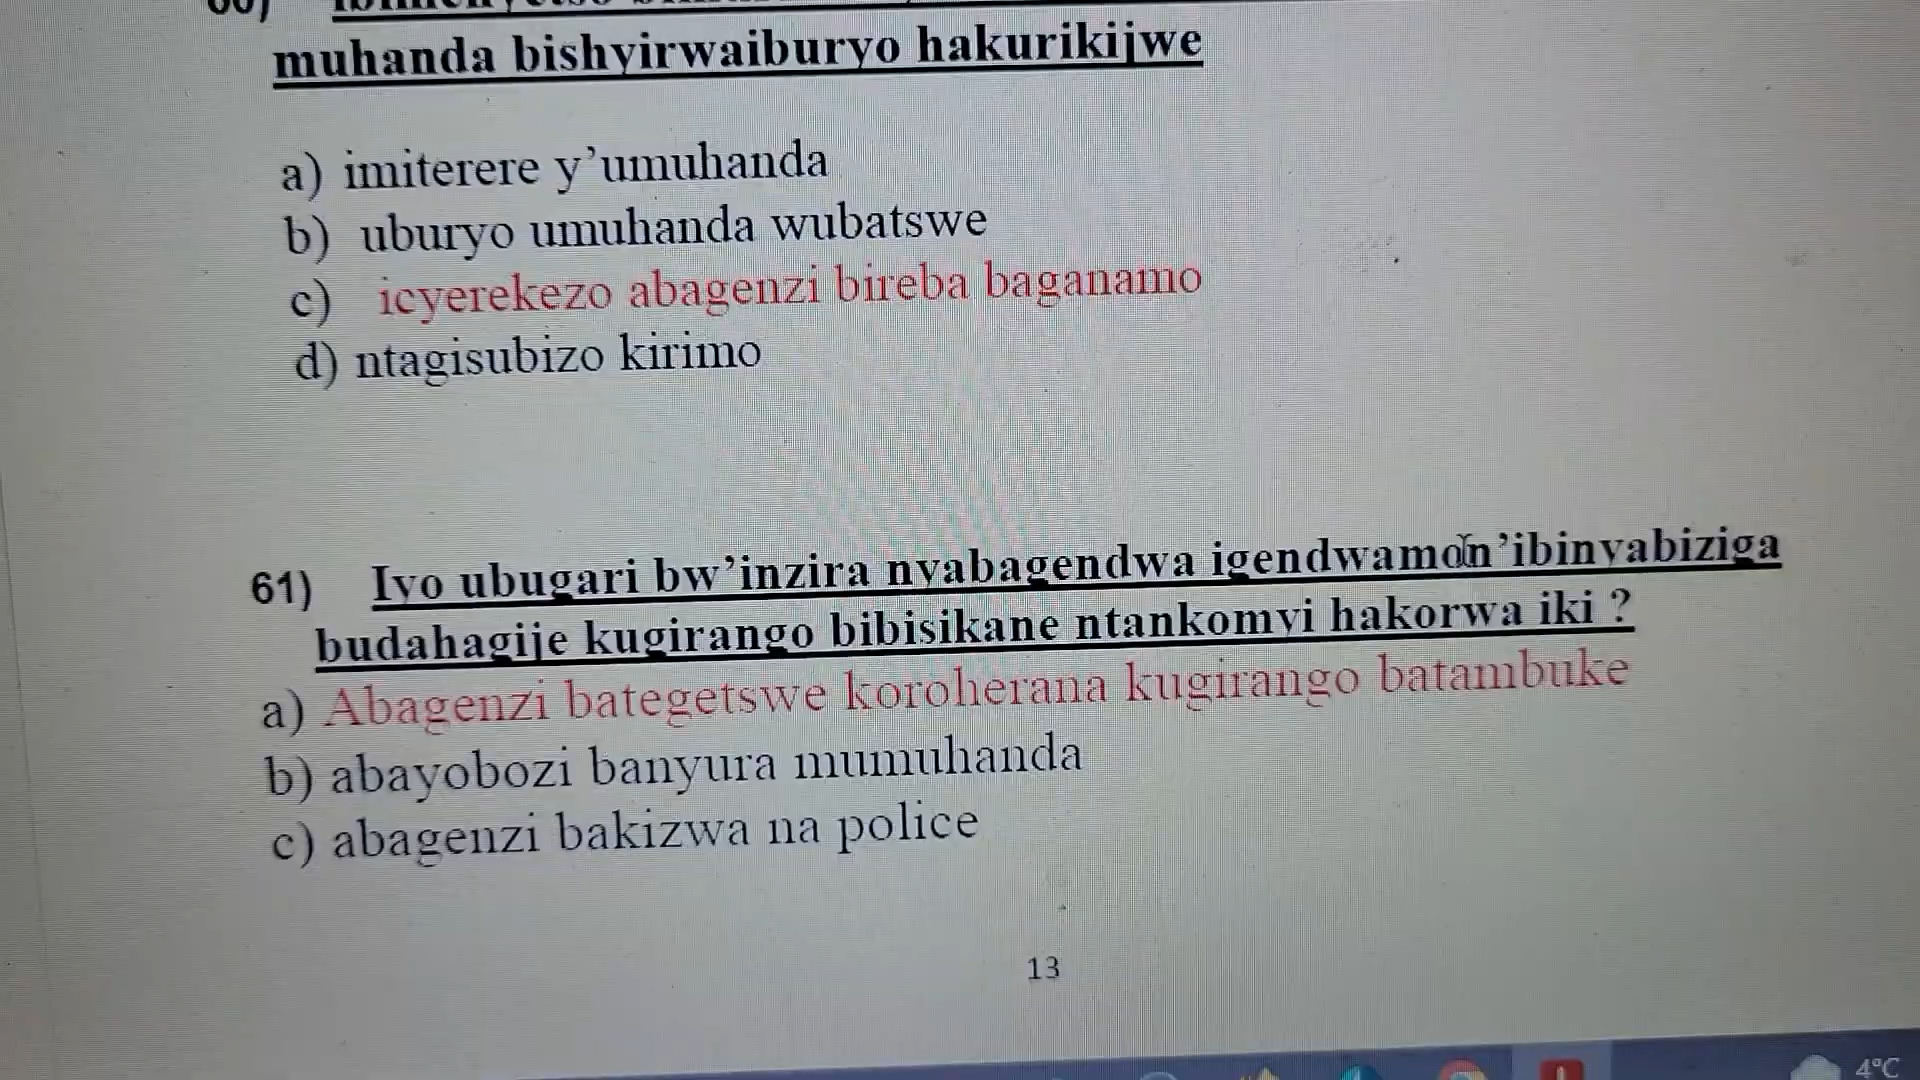 muhanda bishyirwaiburyo hakurikijwe
a) imiterere y’umuhanda
b) uburyo umuhanda wubatswe
c) icyerekezo abagenzi bireba baganamo
d) ntagisubizo kirimo
61) Iyo ubugari bw’inzira nyabagendwa igendwamon’ibinyabiziga
budahagije kugirango bibisikane ntankomyi hakorwa iki ?
a) Abagenzi bategetswe koroherana kugirango batambuke
b) abayobozi banyura mumuhanda
c) abagenzi bakizwa na police
13
4°C